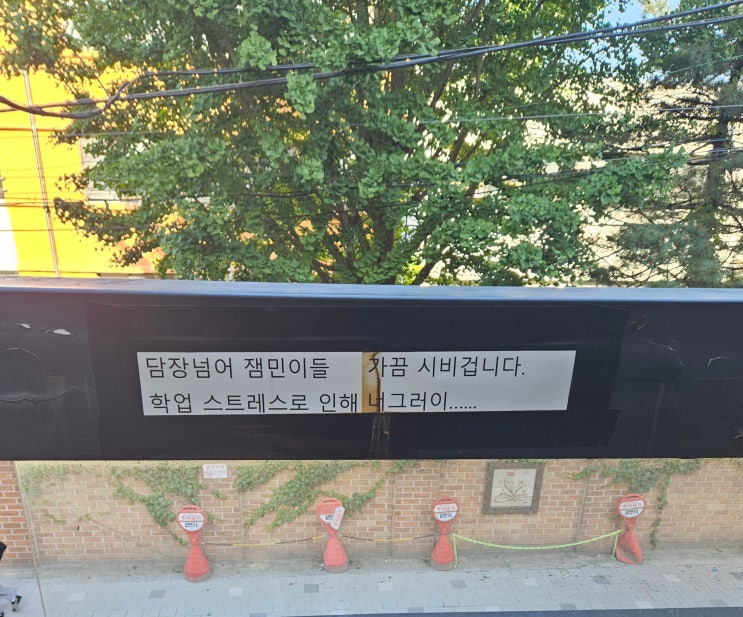 담장넘어 잼민이들 가끔 시비겁니다.
학업 스트레스로 인해 너그러이......